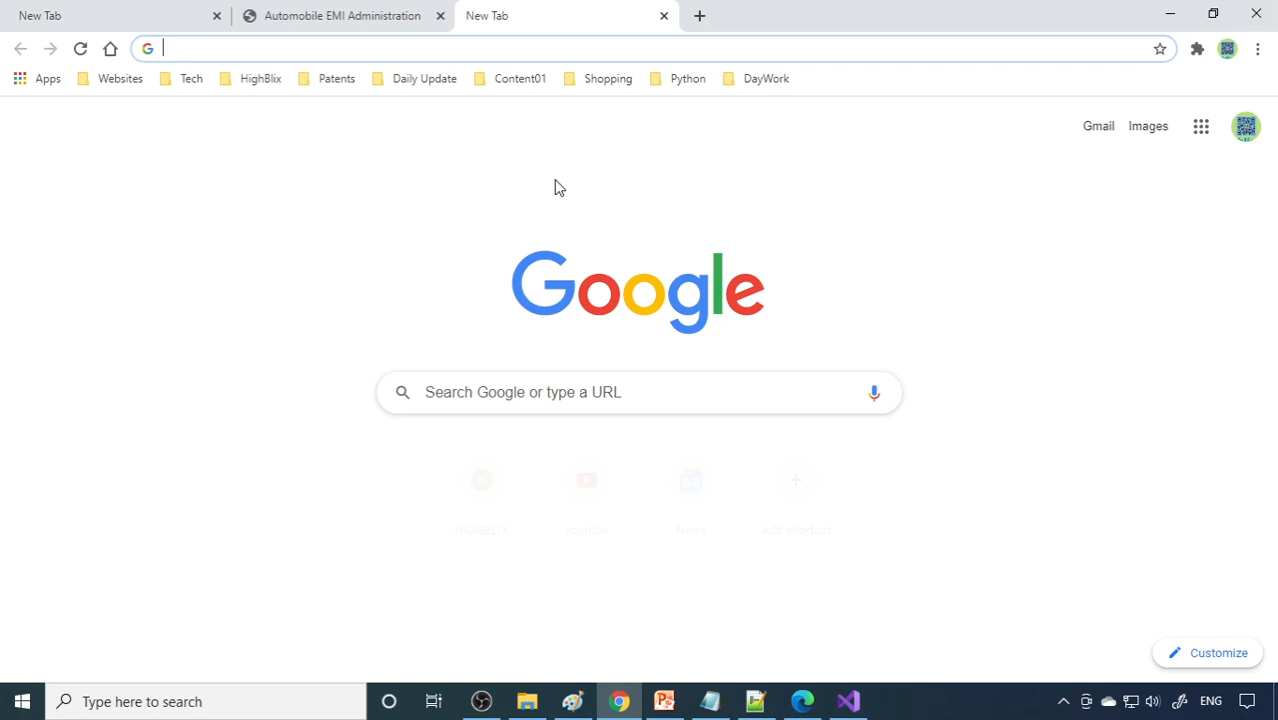 New Tab
Automobile EMI Administration
New Tab
Apps Websites Tech HighBlix Patents Daily Update Content01 Shopping Python DayWork
Gmail Images
Google
Search Google or type a URL
HIGHBLIX youtube News Add shortcut
Customize
Type here to search
ENG